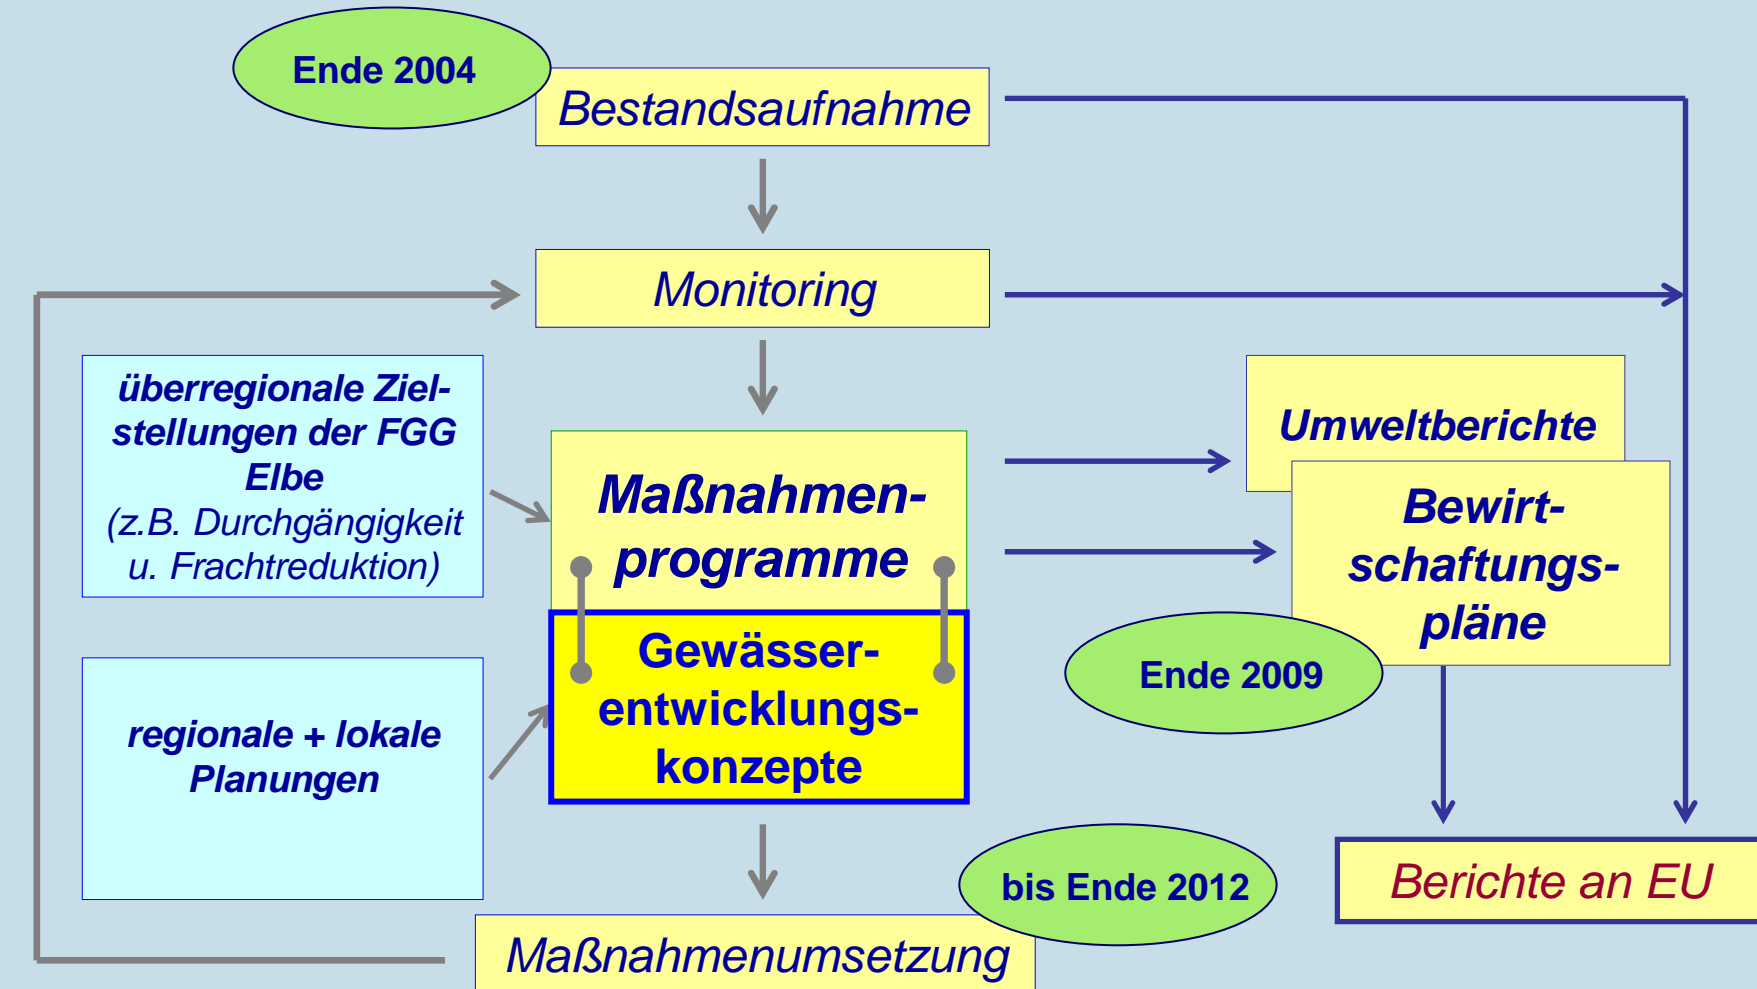 Ende 2004
Bestandsaufnahme
Monitoring
überregionale Ziel-
stellungen der FGG
Elbe
(z.B. Durchgängigkeit
u. Frachtreduktion)
Maßnahmen-
programme
Umweltberichte
Bewirt-
schaftungs-
pläne
Gewässer-
entwicklungs-
konzepte
Ende 2009
regionale + lokale
Planungen
bis Ende 2012
Berichte an EU
Maßnahmenumsetzung